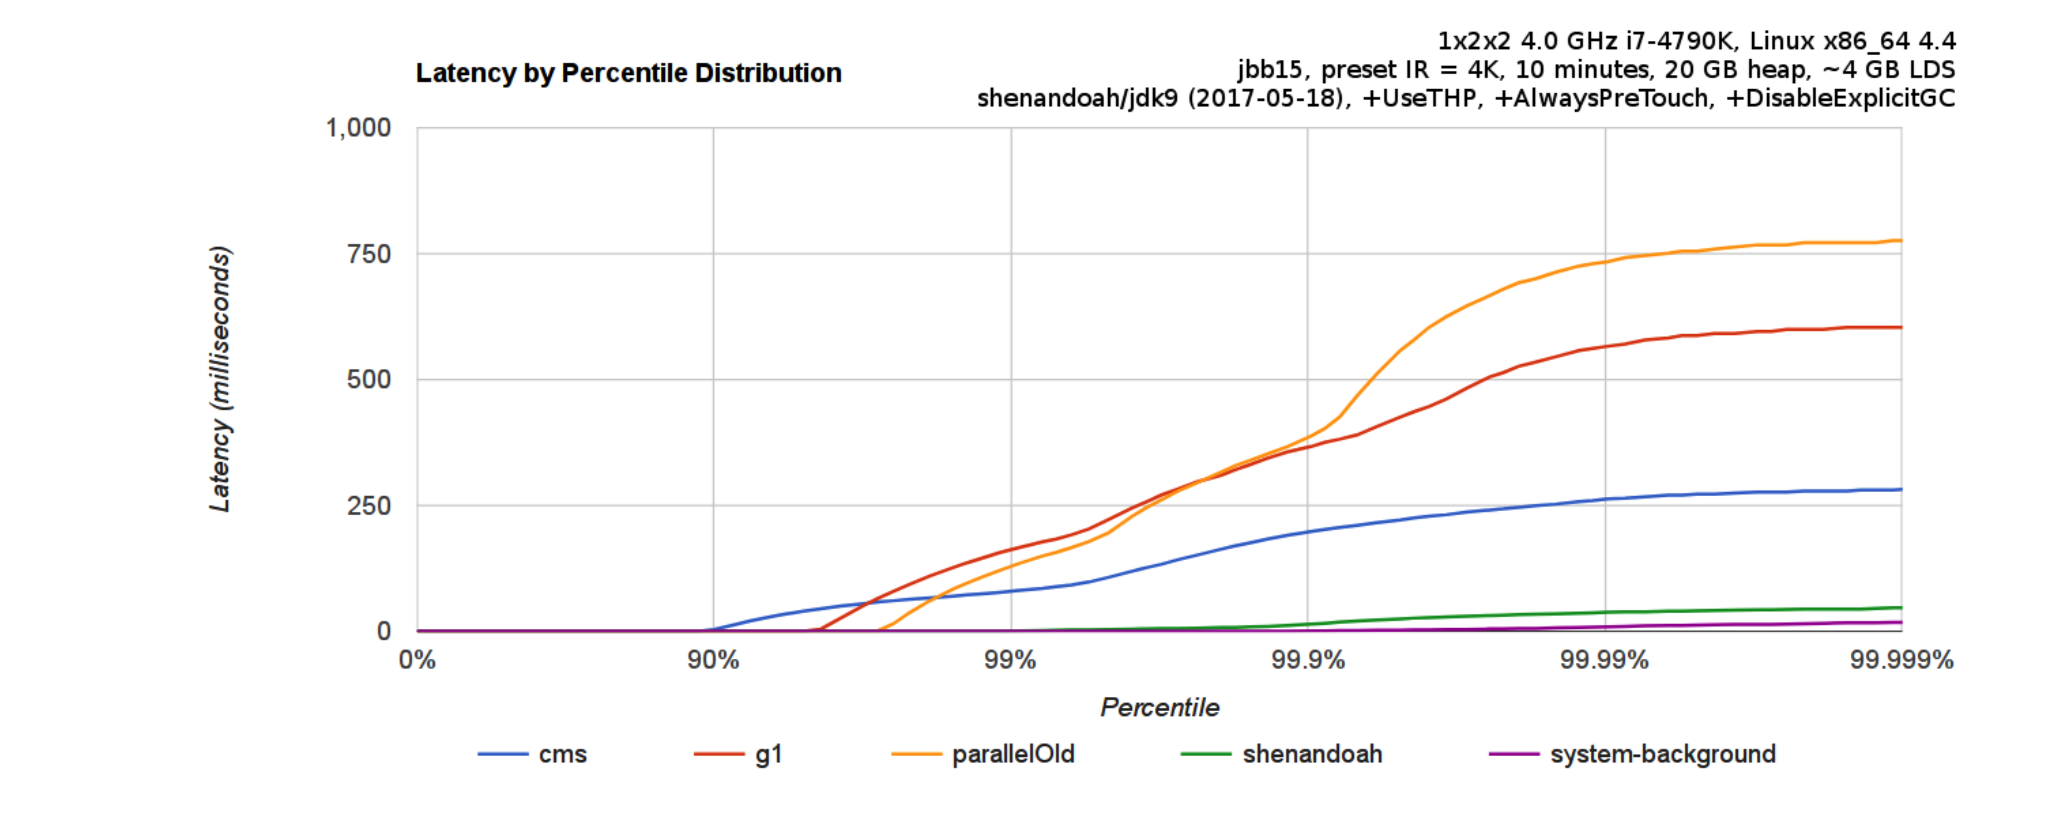 1x2x2 4.0 GHz i7-4790K, Linux x86_64 4.4
jbb15, preset IR = 4K, 10 minutes, 20 GB heap, ~4 GB LDS
shenandoah/jdk9 (2017-05-18), +UseTHP, +AlwaysPreTouch, +DisableExplicitGC
Latency by Percentile Distribution
Latency (milliseconds)
1,000
750
500
250
0
0% 90% 99% 99.9% 99.99% 99.999%
Percentile
cms g1 parallelOld shenandoah system-background